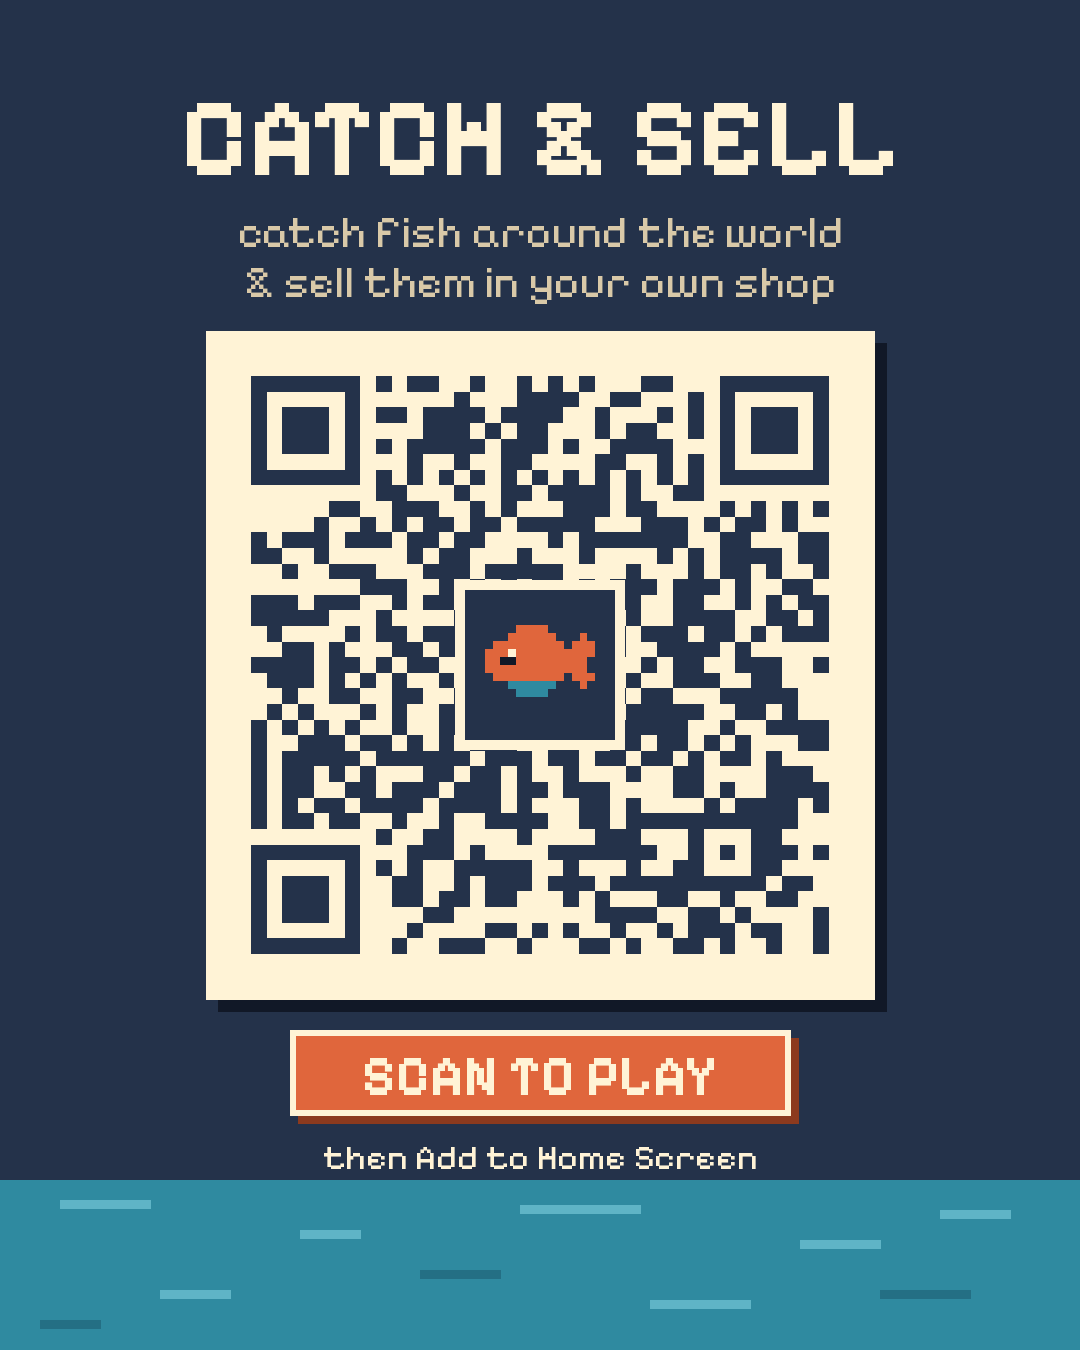 CATCH & SELL
catch fish around the world
& sell them in your own shop
SCAN TO PLAY
then Add to Home Screen